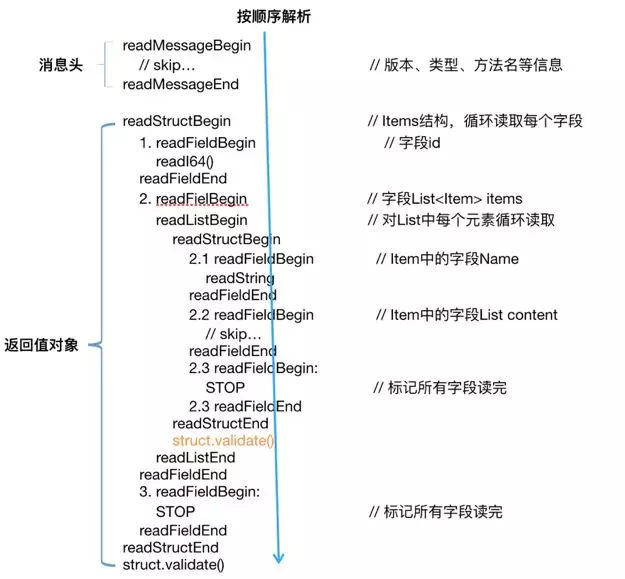 按顺序解析
消息头
readMessageBegin
// skip…
// 版本、类型、方法名等信息
readMessageEnd
readStructBegin
// Items结构，循环读取每个字段
1. readFieldBegin
// 字段id
readI64()
readFieldEnd
2. readFielBegin
// 字段List<Item> items
readListBegin
// 对List中每个元素循环读取
readStructBegin
2.1 readFieldBegin
// Item中的字段Name
readString
readFieldEnd
2.2 readFieldBegin
// Item中的字段List content
// skip…
返回值对象
readFieldEnd
2.3 readFieldBegin:
STOP
// 标记所有字段读完
2.3 readFieldEnd
readStructEnd
struct.validate()
readListEnd
readFieldEnd
3. readFieldBegin:
STOP
// 标记所有字段读完
readFieldEnd
readStructEnd
struct.validate()